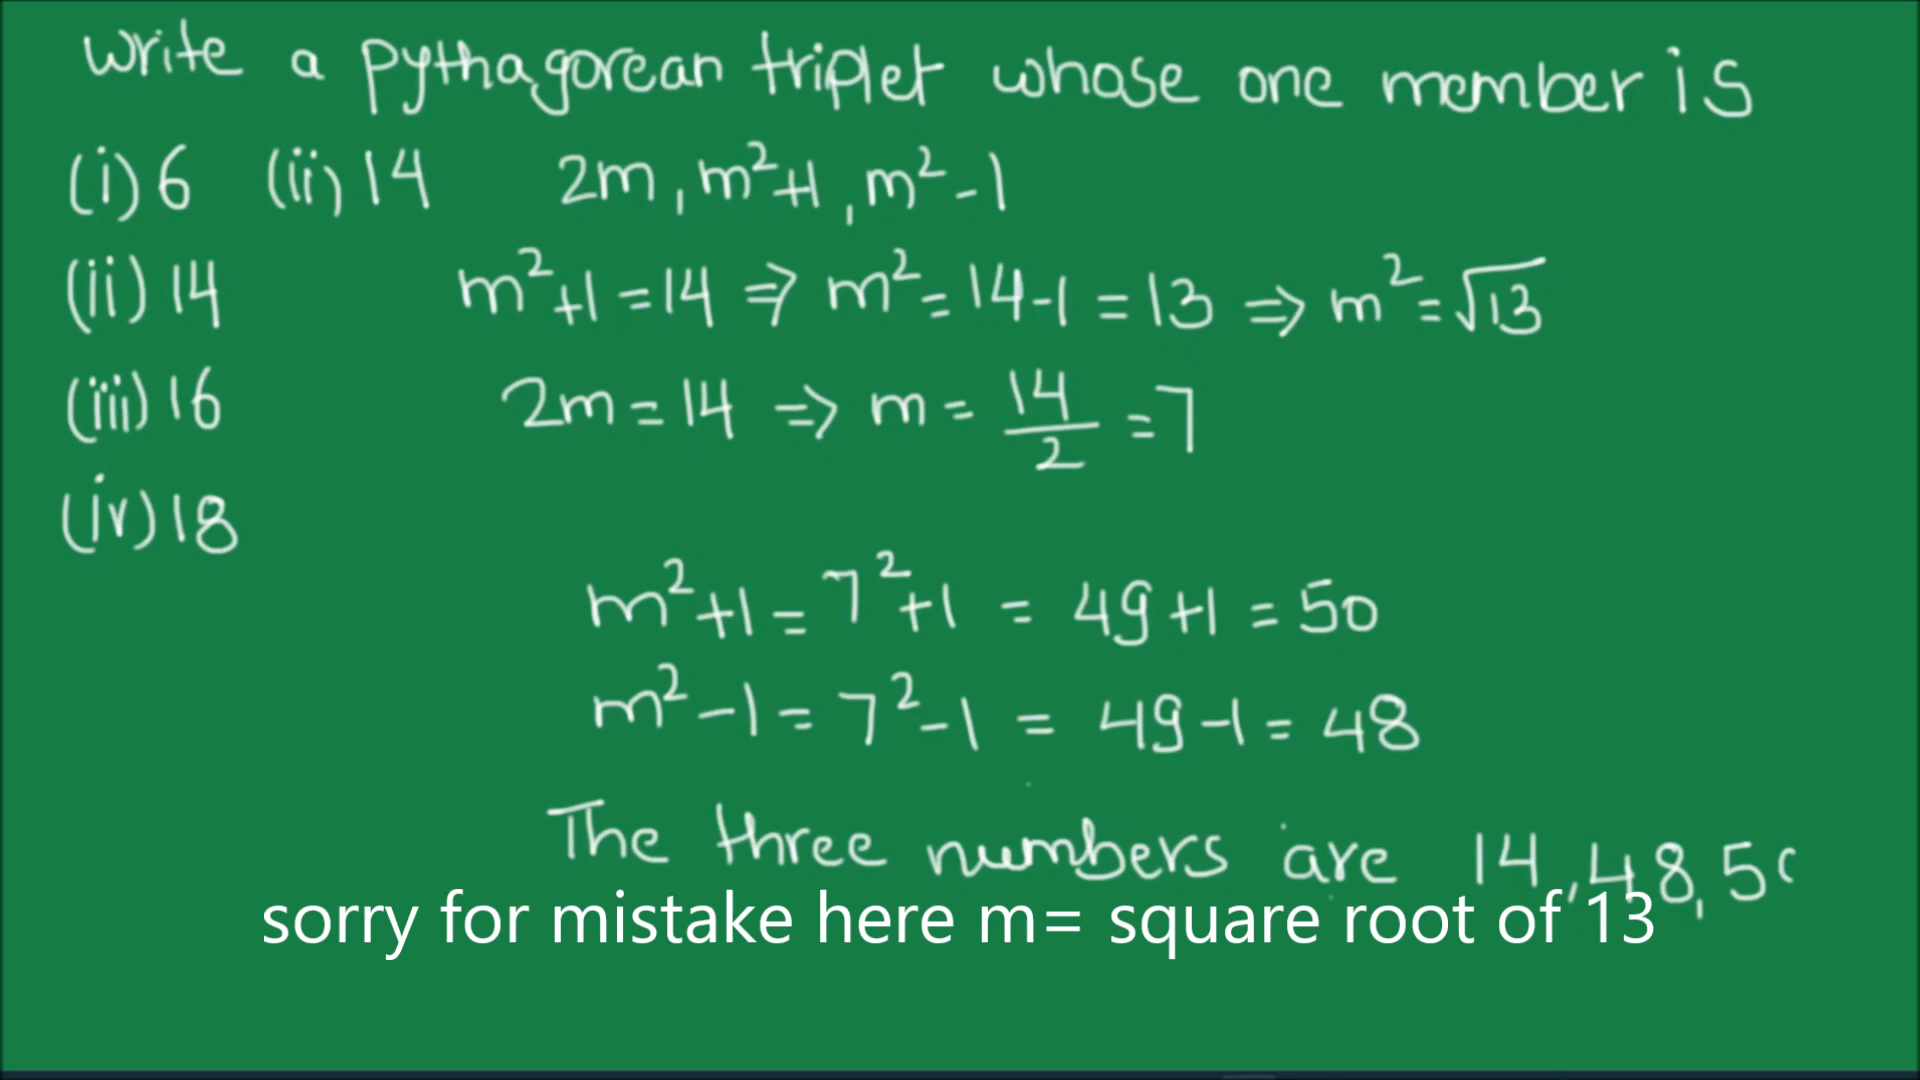 write a pythagorean triplet whose one member is
(i) 6 (ii) 14 2m, m²+1, m²-1
(ii) 14 m²+1 = 14 ⇒ m² = 14-1 = 13 ⇒ m² = √13
(iii) 16 2m = 14 ⇒ m = 14/2 = 7
(iv) 18
m²+1 = 7²+1 = 49+1 = 50
m²-1 = 7²-1 = 49-1 = 48
The three numbers are 14, 48, 50
sorry for mistake here m= square root of 13